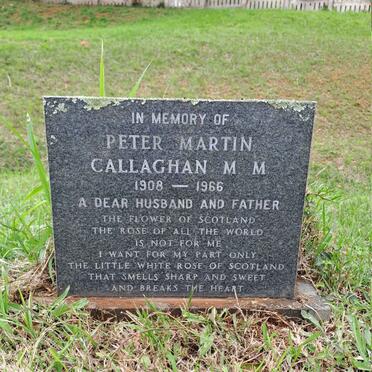 IN MEMORY OF
PETER MARTIN
CALLAGHAN M M
1908 — 1966
A DEAR HUSBAND AND FATHER
THE FLOWER OF SCOTLAND
THE ROSE OF ALL THE WORLD
IS NOT FOR ME
I WANT FOR MY PART ONLY
THE LITTLE WHITE ROSE OF SCOTLAND
THAT SMELLS SHARP AND SWEET
AND BREAKS THE HEART